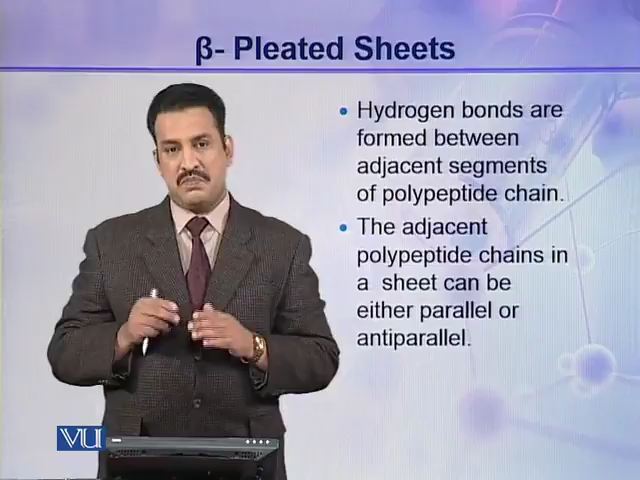 β- Pleated Sheets
Hydrogen bonds are
formed between
adjacent segments
of polypeptide chain.
The adjacent
polypeptide chains in
a sheet can be
either parallel or
antiparallel.
VU